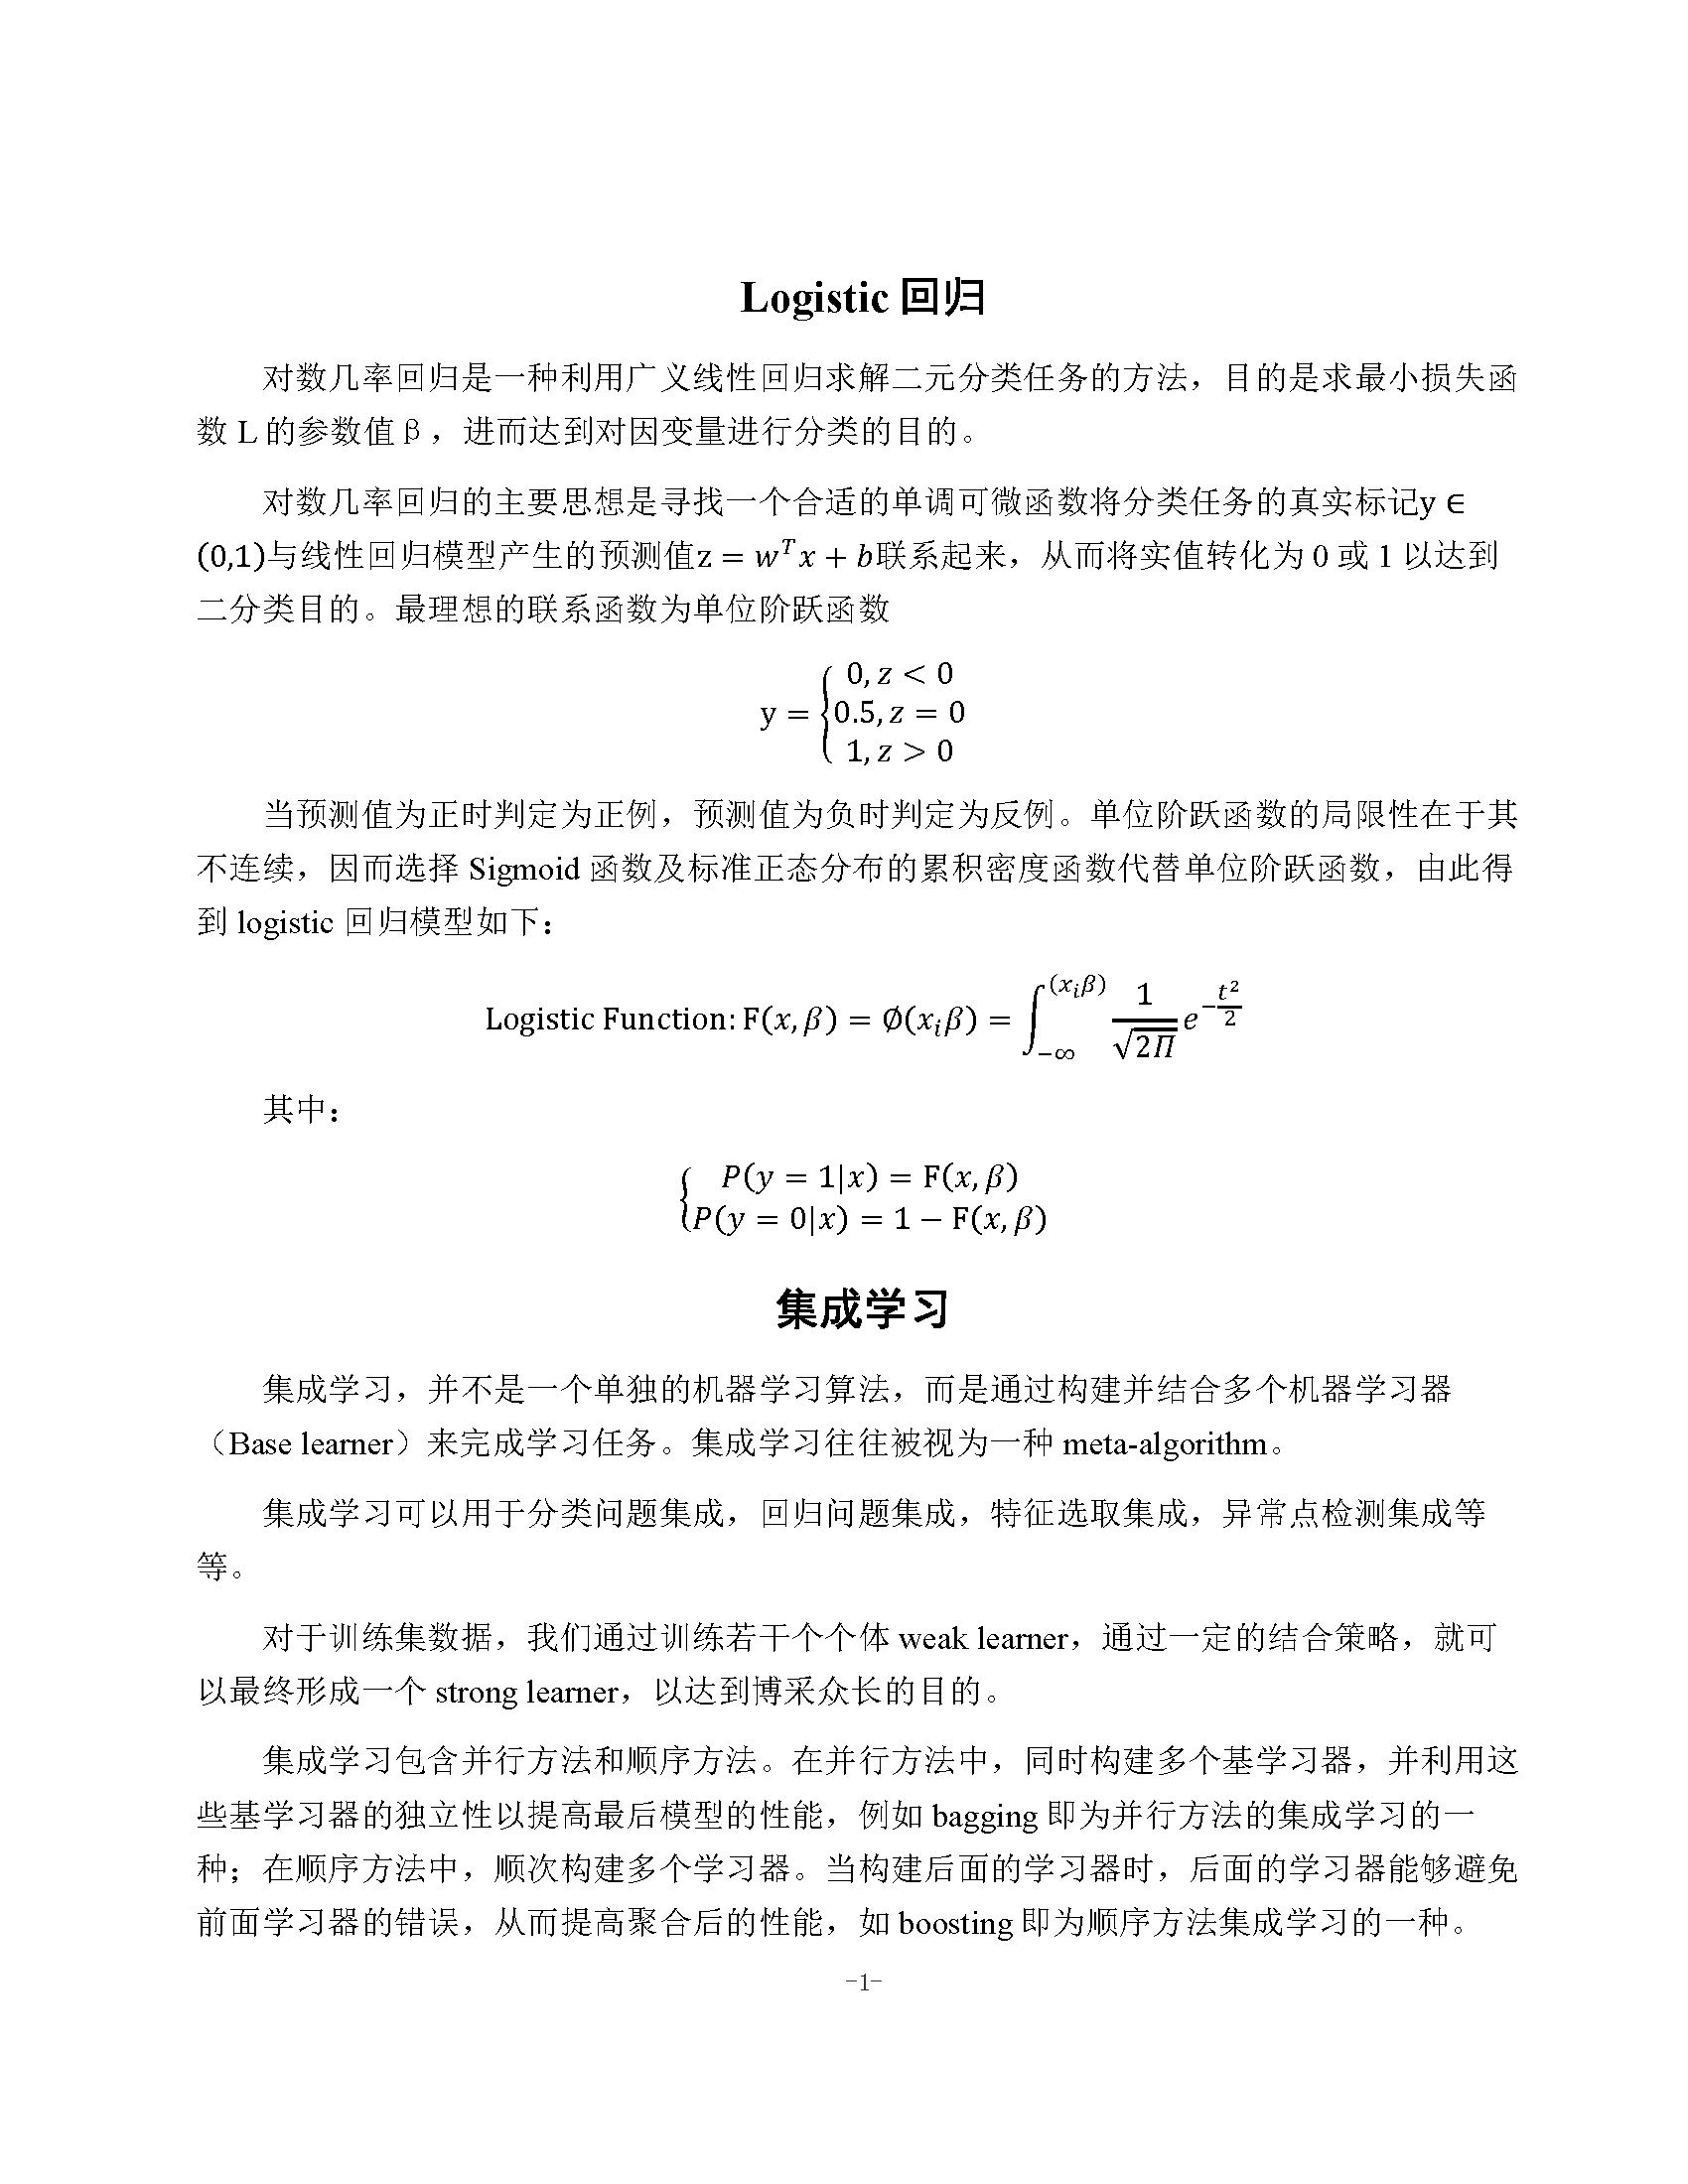 Logistic 回归
对数几率回归是一种利用广义线性回归求解二元分类任务的方法，目的是求最小损失函
数 L 的参数值 β，进而达到对因变量进行分类的目的。
对数几率回归的主要思想是寻找一个合适的单调可微函数将分类任务的真实标记y ∈
(0,1)与线性回归模型产生的预测值z = w^T x + b联系起来，从而将实值转化为 0 或 1 以达到
二分类目的。最理想的联系函数为单位阶跃函数
y = { 0, z < 0
0.5, z = 0
1, z > 0
当预测值为正时判定为正例，预测值为负时判定为反例。单位阶跃函数的局限性在于其
不连续，因而选择 Sigmoid 函数及标准正态分布的累积密度函数代替单位阶跃函数，由此得
到 logistic 回归模型如下：
Logistic Function: F(x, β) = ∅(x_i β) = ∫_{−∞}^{(x_i β)} \frac{1}{\sqrt{2Π}} e^{−\frac{t^2}{2}}
其中：
{ P(y = 1|x) = F(x, β)
P(y = 0|x) = 1 − F(x, β)
集成学习
集成学习，并不是一个单独的机器学习算法，而是通过构建并结合多个机器学习器
（Base learner）来完成学习任务。集成学习往往被视为一种 meta-algorithm。
集成学习可以用于分类问题集成，回归问题集成，特征选取集成，异常点检测集成等
等。
对于训练集数据，我们通过训练若干个个体 weak learner，通过一定的结合策略，就可
以最终形成一个 strong learner，以达到博采众长的目的。
集成学习包含并行方法和顺序方法。在并行方法中，同时构建多个基学习器，并利用这
些基学习器的独立性以提高最后模型的性能，例如 bagging 即为并行方法的集成学习的一
种；在顺序方法中，顺次构建多个学习器。当构建后面的学习器时，后面的学习器能够避免
前面学习器的错误，从而提高聚合后的性能，如 boosting 即为顺序方法集成学习的一种。
-1-